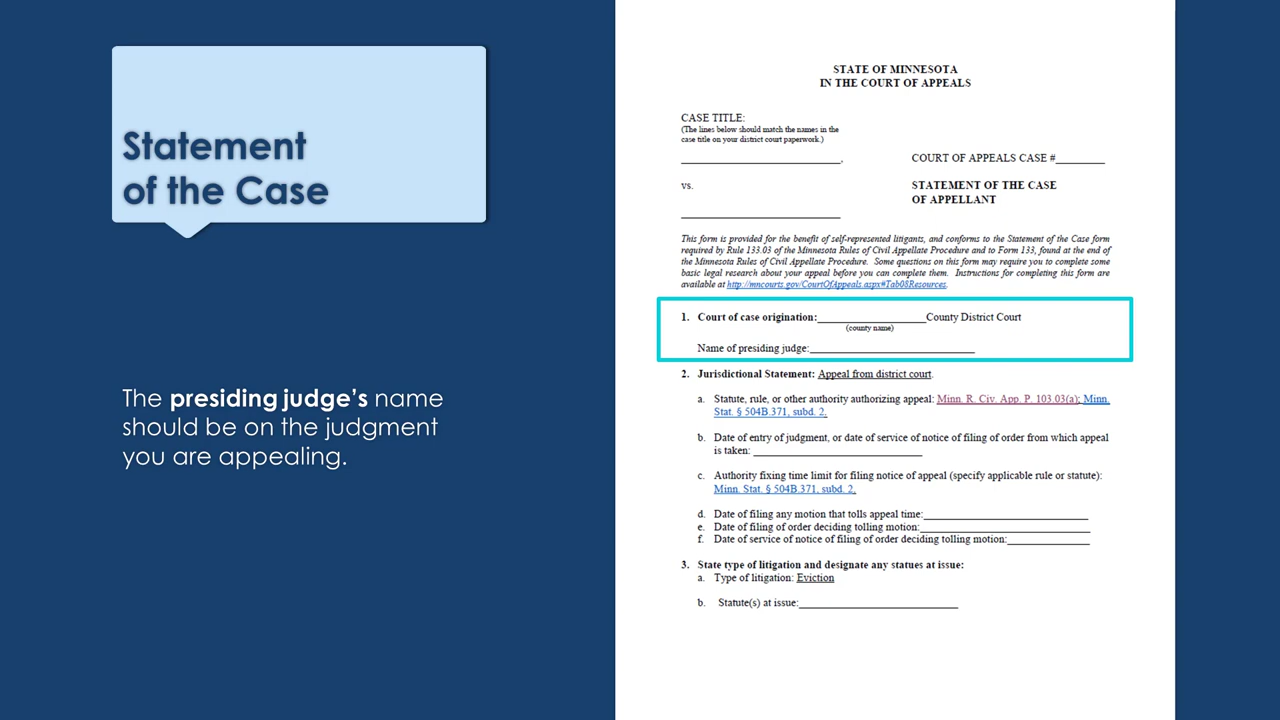 Statement
of the Case
The presiding judge's name
should be on the judgment
you are appealing.
STATE OF MINNESOTA
IN THE COURT OF APPEALS
CASE TITLE:
(The lines below should match the names in the
case title on your district court paperwork.)
____________________________, COURT OF APPEALS CASE #_________
vs. STATEMENT OF THE CASE
OF APPELLANT
____________________________
This form is provided for the benefit of self-represented litigants, and conforms to the Statement of the Case form
required by Rule 133.03 of the Minnesota Rules of Civil Appellate Procedure and to Form 133, found at the end of
the Minnesota Rules of Civil Appellate Procedure. Some questions on this form may require you to complete some
basic legal research about your appeal before you can complete them. Instructions for completing this form are
available at http://mncourts.gov/CourtOfAppeals.aspx#Tab08Resources.
1. Court of case origination:____________________County District Court
(county name)
Name of presiding judge:______________________________
2. Jurisdictional Statement: Appeal from district court.
a. Statute, rule, or other authority authorizing appeal: Minn. R. Civ. App. P. 103.03(a); Minn.
Stat. § 504B.371, subd. 2.
b. Date of entry of judgment, or date of service of notice of filing of order from which appeal
is taken: ______________________________
c. Authority fixing time limit for filing notice of appeal (specify applicable rule or statute):
Minn. Stat. § 504B.371, subd. 2.
d. Date of filing any motion that tolls appeal time:______________________________
e. Date of filing of order deciding tolling motion:______________________________
f. Date of service of notice of filing of order deciding tolling motion:_______________
3. State type of litigation and designate any statues at issue:
a. Type of litigation: Eviction
b. Statute(s) at issue:_____________________________